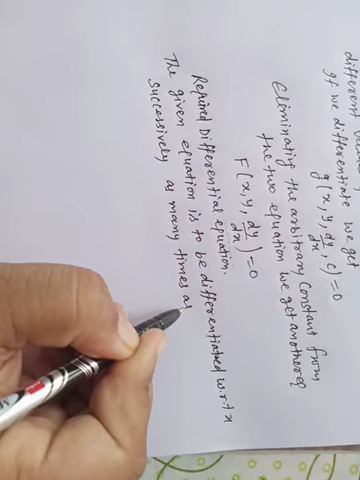 different value,
If we differentiate we get
g(x, y, dy/dx, c) = 0
Eliminating the arbitrary Constant from
the two equation we get another eq
F(x, y, dy/dx) = 0
Required Differential equation.
The given equation is to be differentiated w.r.t x
successively as many times as